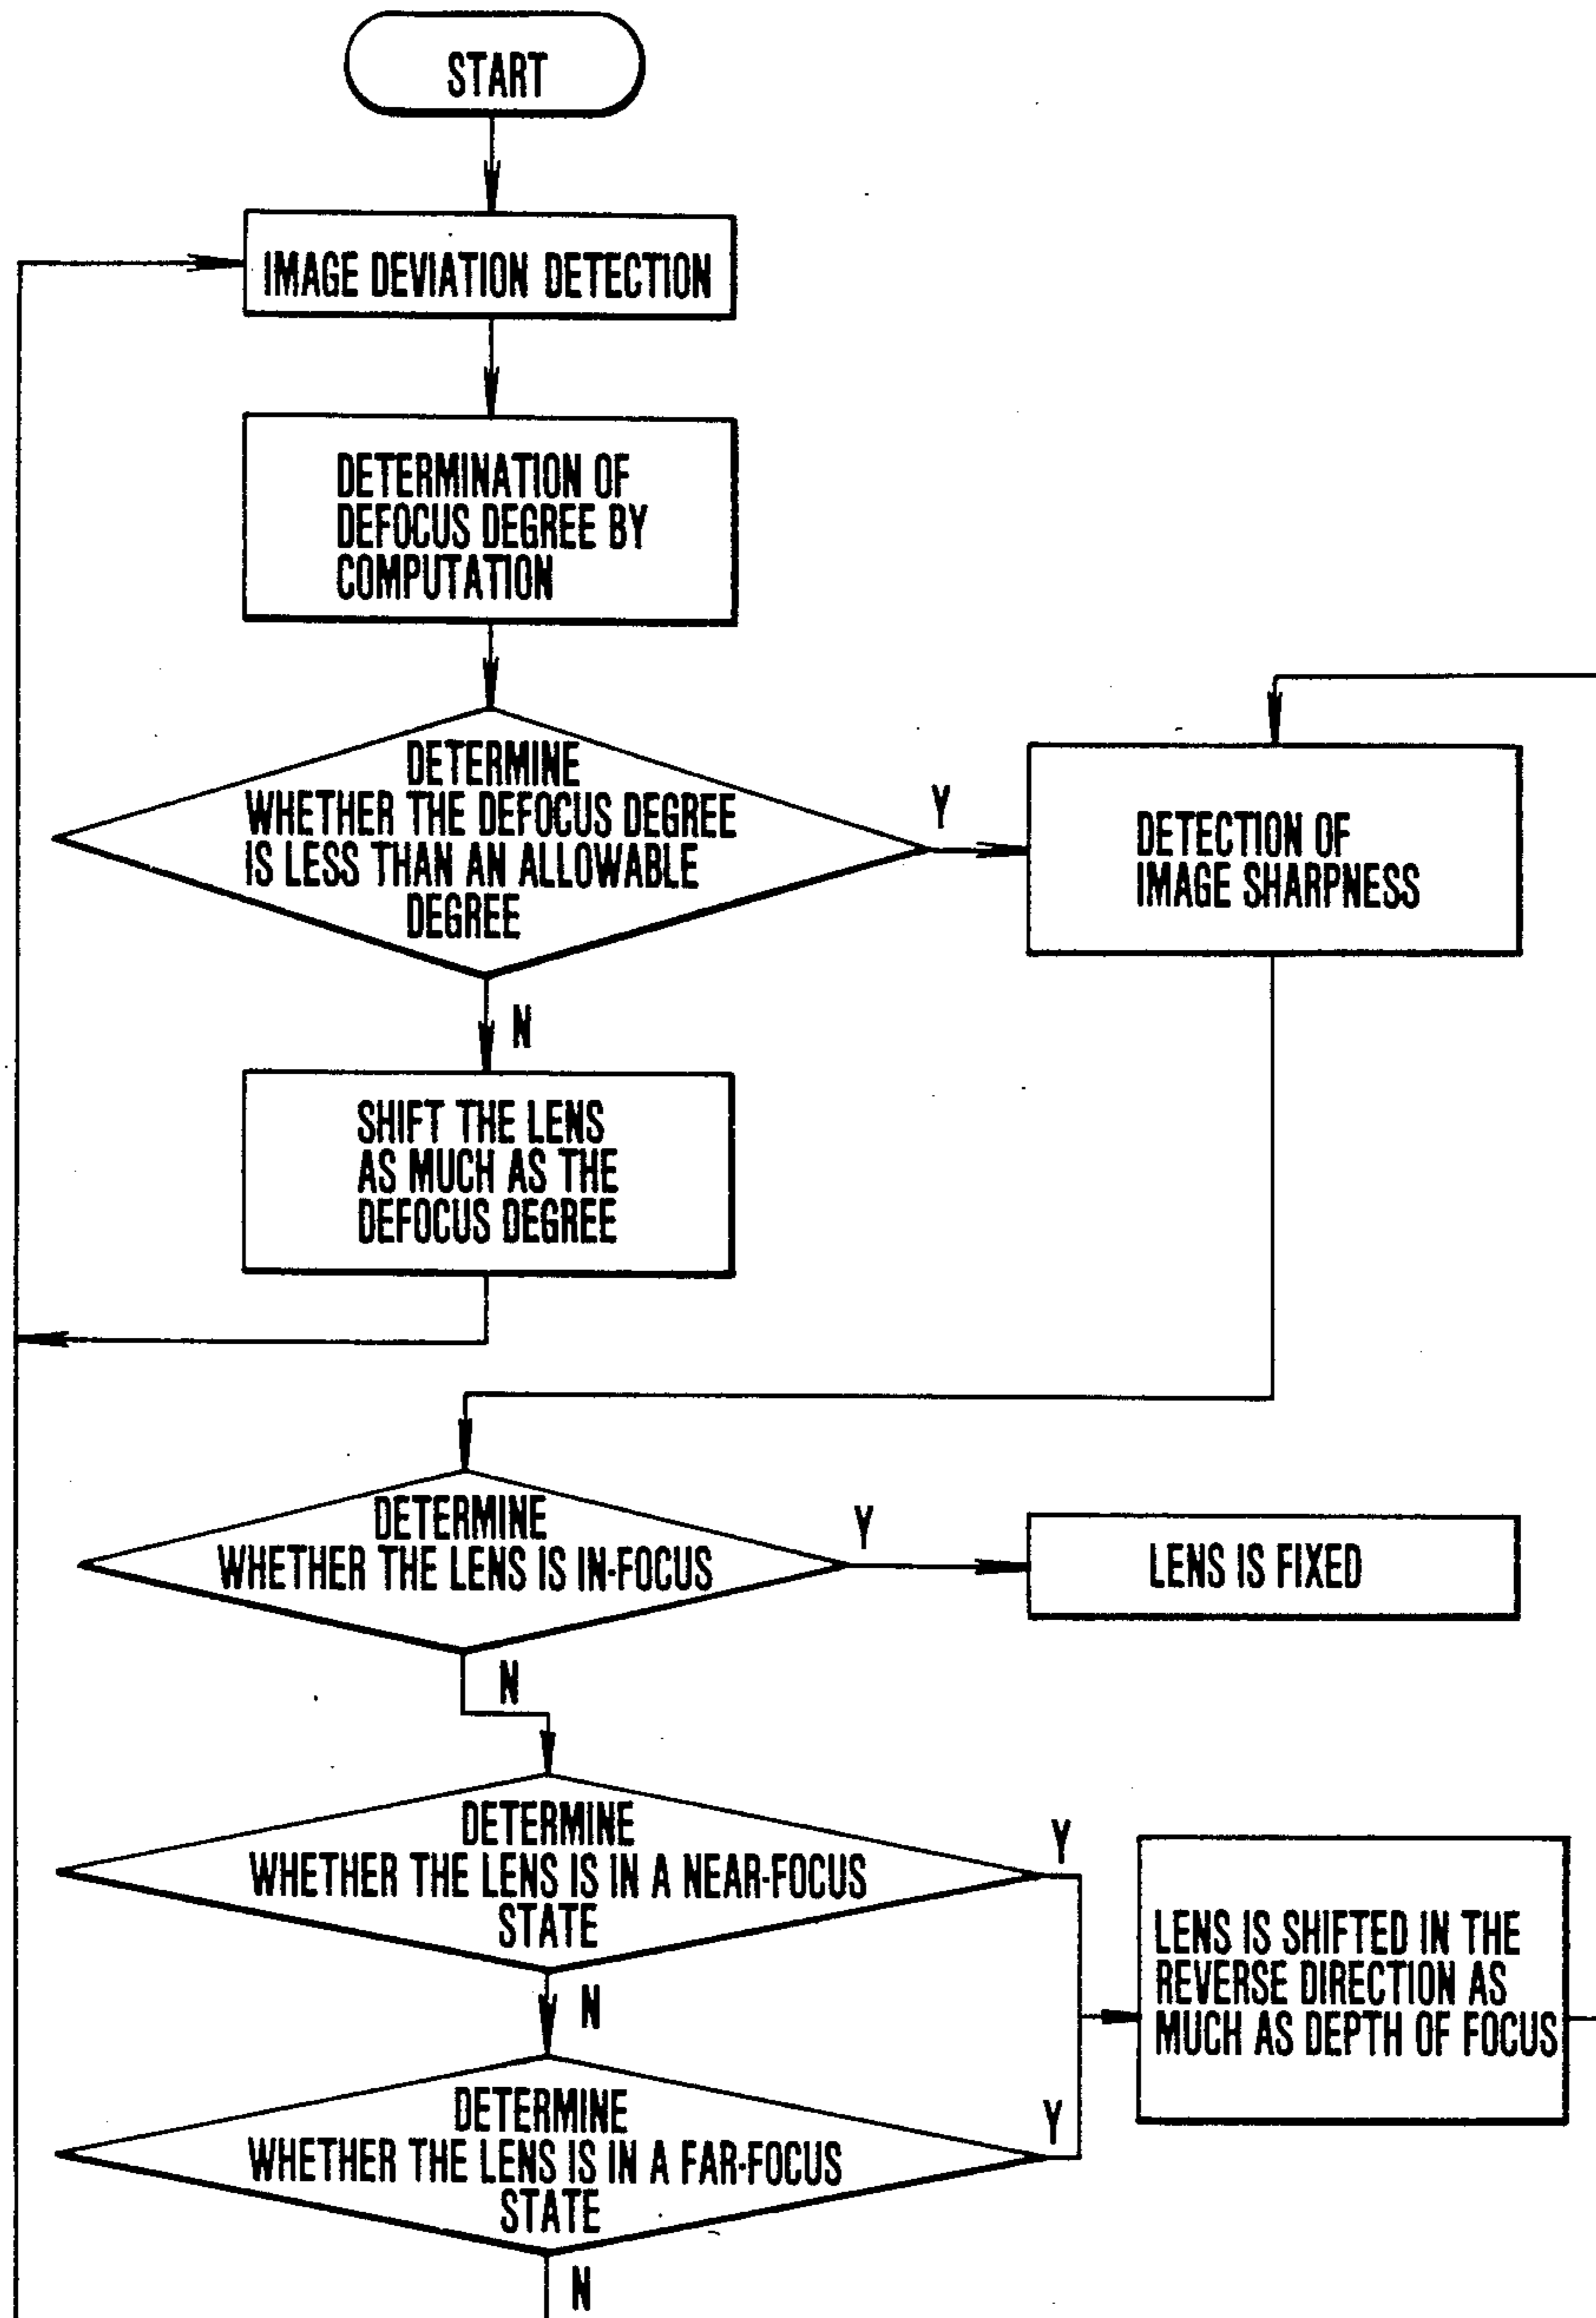 START
IMAGE DEVIATION DETECTION
DETERMINATION OF
DEFOCUS DEGREE BY
COMPUTATION
DETERMINE
WHETHER THE DEFOCUS DEGREE
IS LESS THAN AN ALLOWABLE
DEGREE
Y
DETECTION OF
IMAGE SHARPNESS
N
SHIFT THE LENS
AS MUCH AS THE
DEFOCUS DEGREE
DETERMINE
WHETHER THE LENS IS IN-FOCUS
Y
LENS IS FIXED
N
DETERMINE
WHETHER THE LENS IS IN A NEAR-FOCUS
STATE
Y
LENS IS SHIFTED IN THE
REVERSE DIRECTION AS
MUCH AS DEPTH OF FOCUS
N
DETERMINE
WHETHER THE LENS IS IN A FAR-FOCUS
STATE
Y
N